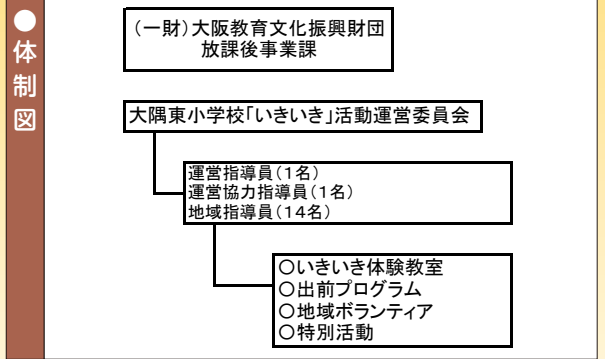 ●体制図
（一財）大阪教育文化振興財団
放課後事業課
大隅東小学校「いきいき」活動運営委員会
運営指導員（１名）
運営協力指導員（１名）
地域指導員（１４名）
○いきいき体験教室
○出前プログラム
○地域ボランティア
○特別活動